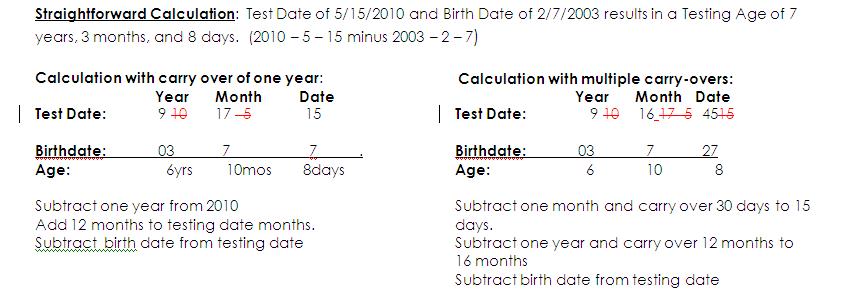 Straightforward Calculation: Test Date of 5/15/2010 and Birth Date of 2/7/2003 results in a Testing Age of 7
years, 3 months, and 8 days. (2010 – 5 – 15 minus 2003 – 2 – 7)
Calculation with carry over of one year:
Year Month Date
Test Date: 9 10 17 5 15
Birthdate: 03 7 7 .
Age: 6yrs 10mos 8days
Subtract one year from 2010
Add 12 months to testing date months.
Subtract birth date from testing date
Calculation with multiple carry-overs:
Year Month Date
Test Date: 9 10 16 17 5 4515
Birthdate: 03 7 27
Age: 6 10 8
Subtract one month and carry over 30 days to 15
days.
Subtract one year and carry over 12 months to
16 months
Subtract birth date from testing date